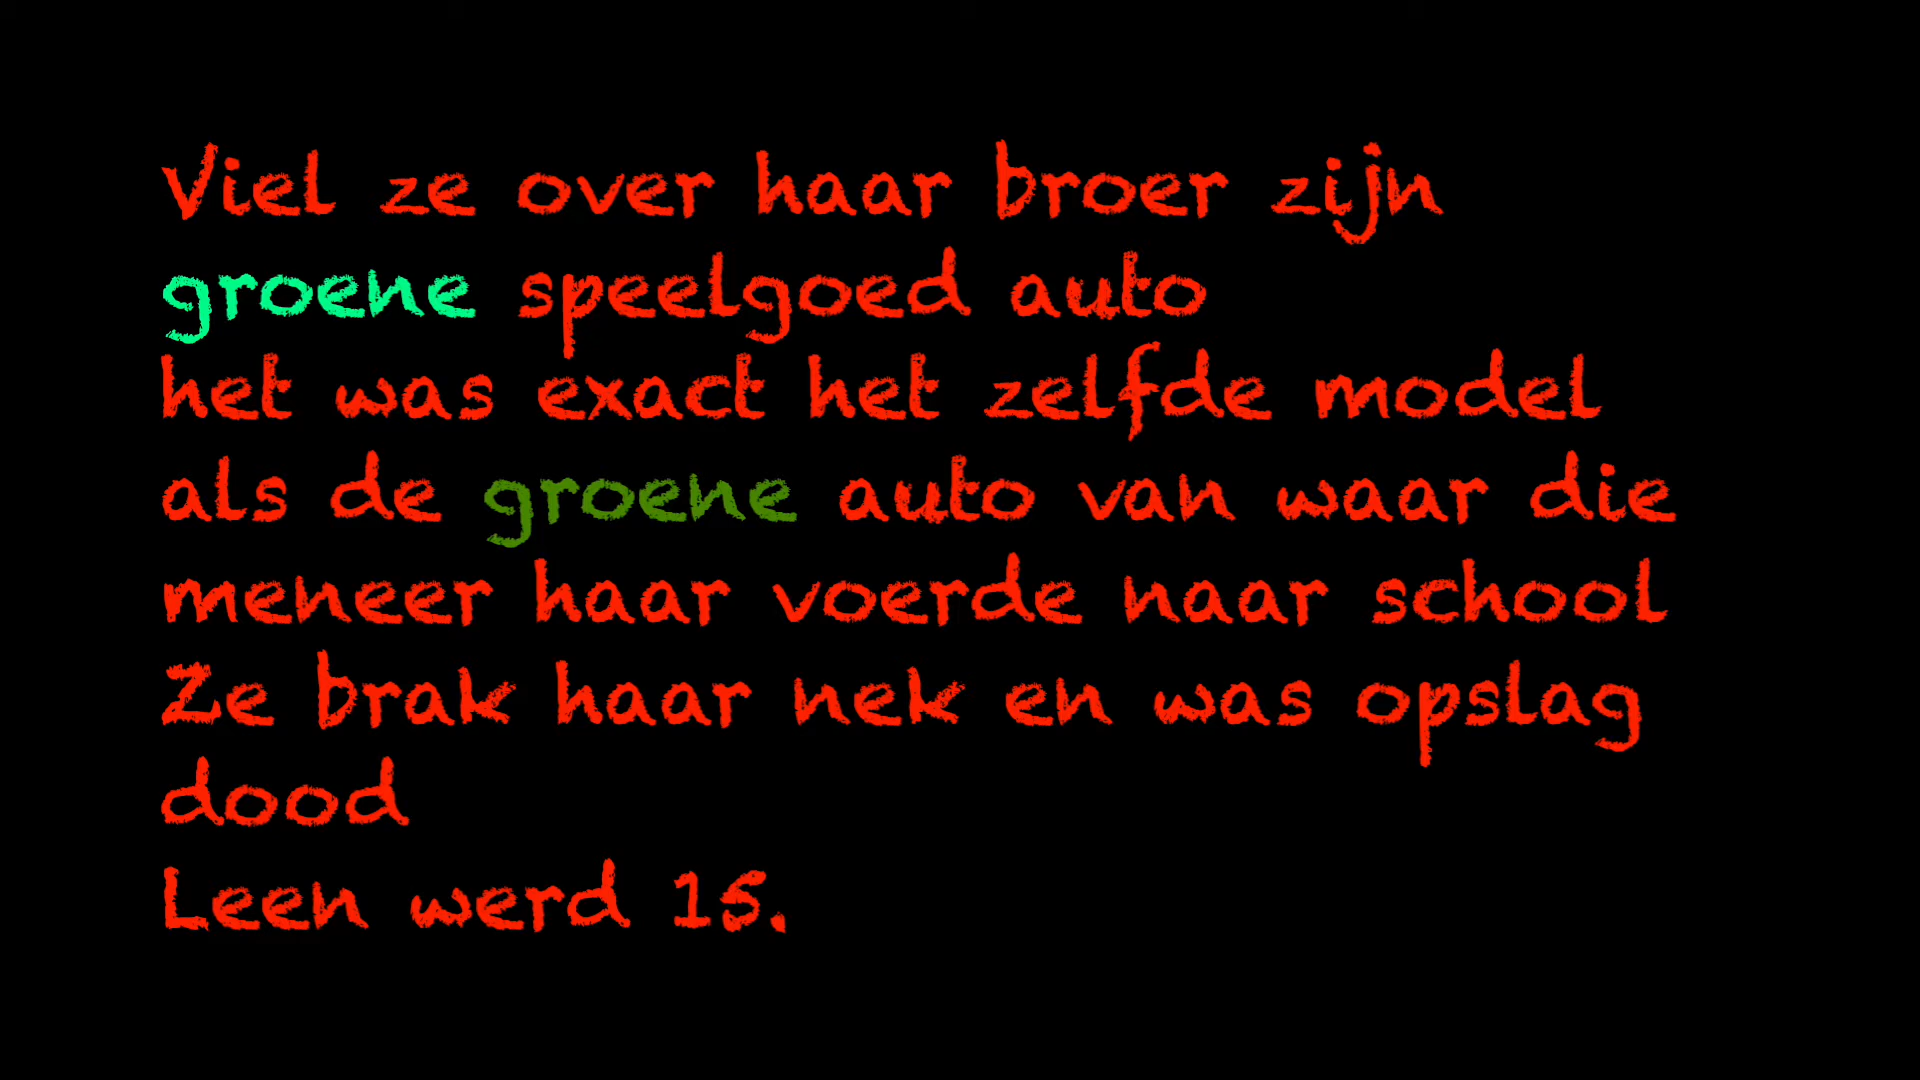 Viel ze over haar broer zijn
groene speelgoed auto
het was exact het zelfde model
als de groene auto van waar die
meneer haar voerde naar school
Ze brak haar nek en was opslag
dood
Leen werd 15.